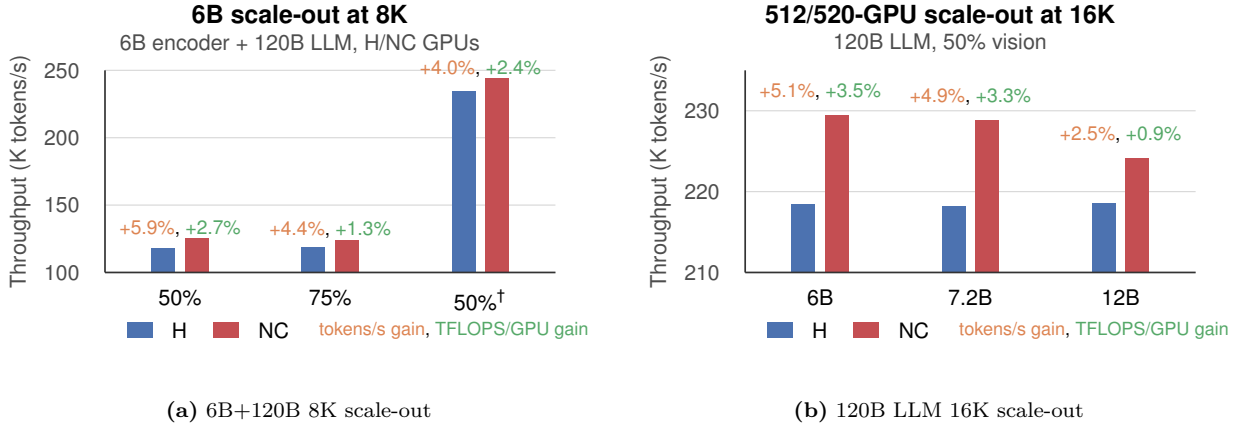 6B scale-out at 8K
6B encoder + 120B LLM, H/NC GPUs
Throughput (K tokens/s)
250
200
150
100
+5.9%, +2.7%
+4.4%, +1.3%
+4.0%, +2.4%
50%
75%
50%†
H
NC
tokens/s gain, TFLOPS/GPU gain
(a) 6B+120B 8K scale-out
512/520-GPU scale-out at 16K
120B LLM, 50% vision
Throughput (K tokens/s)
230
220
210
+5.1%, +3.5%
+4.9%, +3.3%
+2.5%, +0.9%
6B
7.2B
12B
H
NC
tokens/s gain, TFLOPS/GPU gain
(b) 120B LLM 16K scale-out